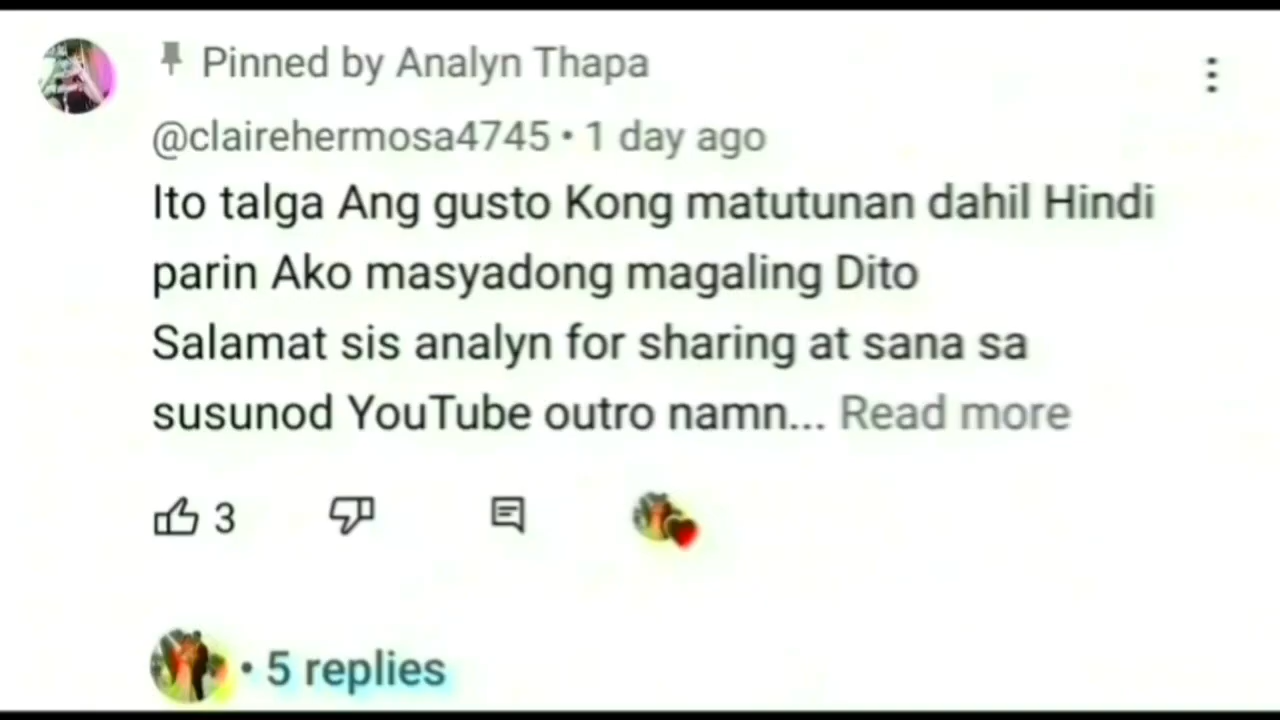 Pinned by Analyn Thapa
@clairehermosa4745 • 1 day ago
Ito talga Ang gusto Kong matutunan dahil Hindi
parin Ako masyadong magaling Dito
Salamat sis analyn for sharing at sana sa
susunod YouTube outro namn... Read more
3
• 5 replies